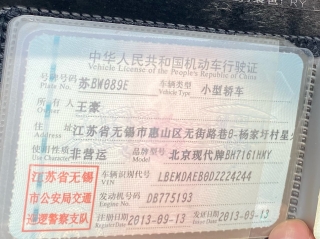 中华人民共和国机动车行驶证
Vehicle License of the People's Republic of China
号牌号码 苏BW089E 车辆类型 小型轿车
Plate No. Vehicle Type
所有人 王豪
Owner
住址 江苏省无锡市惠山区无街路巷0-杨家圩村星
Address
使用性质 非营运 品牌型号 北京现代牌BH7161HMY
Use Character Model
江苏省无锡市公安局交通巡逻警察支队
车辆识别代号 LBEMDAEB0DZ224244
VIN
发动机号码 DB775193
Engine No.
注册日期 2013-09-13 发证日期 2013-09-13
Register Date Issue Date